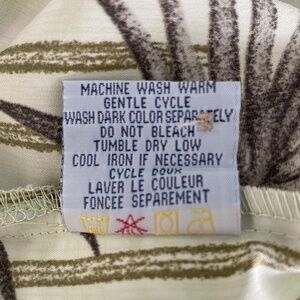 MACHINE WASH WARM
GENTLE CYCLE
WASH DARK COLOR SEPARATELY
DO NOT BLEACH
TUMBLE DRY LOW
COOL IRON IF NECESSARY
CYCLE DOUX
LAVER LE COULEUR
FONCEE SEPAREMENT